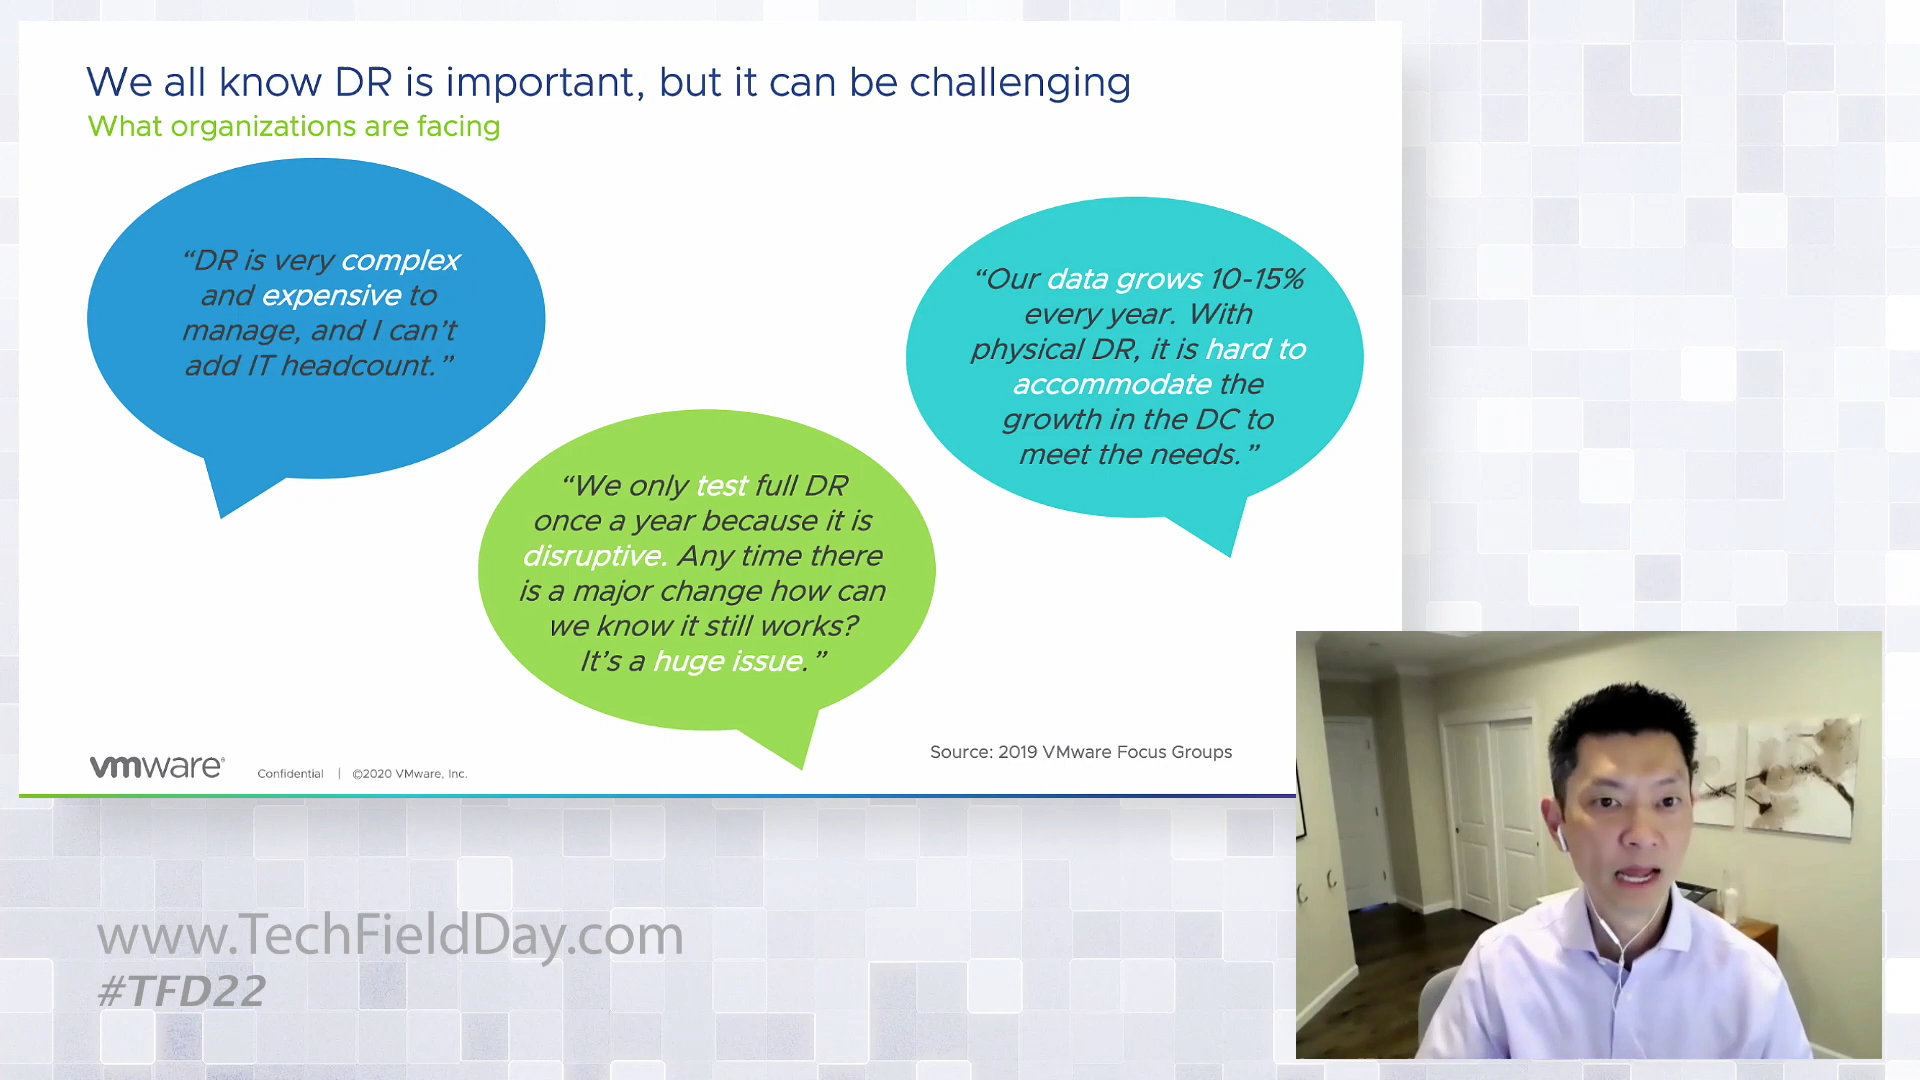 We all know DR is important, but it can be challenging
What organizations are facing
“DR is very complex
and expensive to
manage, and I can’t
add IT headcount.”
“We only test full DR
once a year because it is
disruptive. Any time there
is a major change how can
we know it still works?
It’s a huge issue.”
“Our data grows 10-15%
every year. With
physical DR, it is hard to
accommodate the
growth in the DC to
meet the needs.”
Source: 2019 VMware Focus Groups
vmware®
Confidential | ©2020 VMware, Inc.
www.TechFieldDay.com
#TFD22